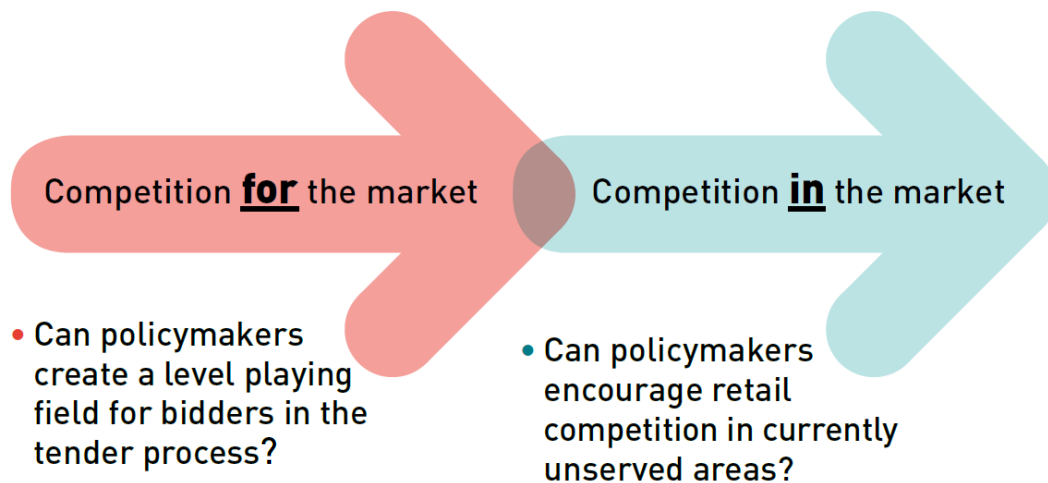 Competition for the market
Competition in the market
• Can policymakers
create a level playing
field for bidders in the
tender process?
• Can policymakers
encourage retail
competition in currently
unserved areas?